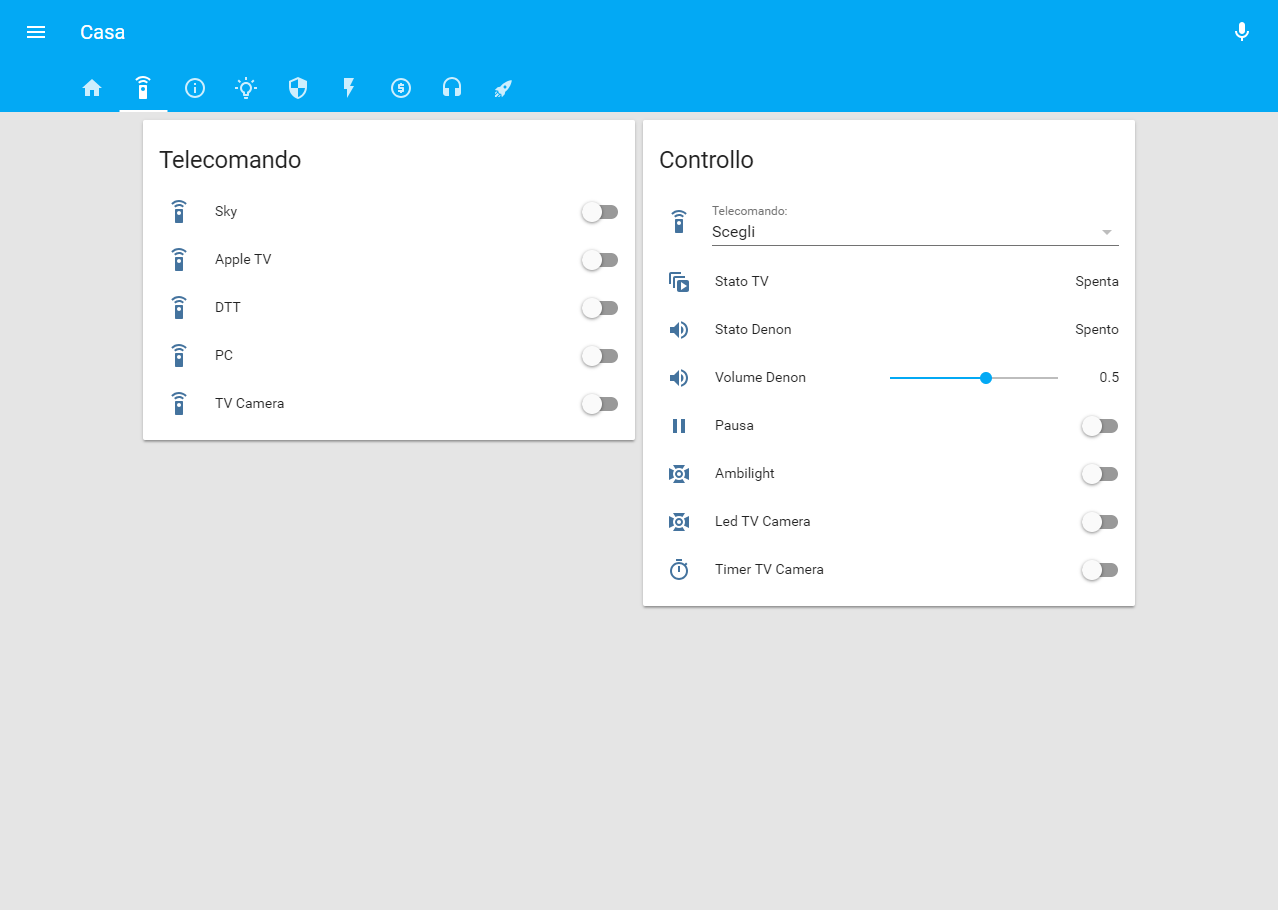 Casa
Telecomando
Sky
Apple TV
DTT
PC
TV Camera
Controllo
Telecomando:
Scegli
Stato TV Spenta
Stato Denon Spento
Volume Denon 0.5
Pausa
Ambilight
Led TV Camera
Timer TV Camera